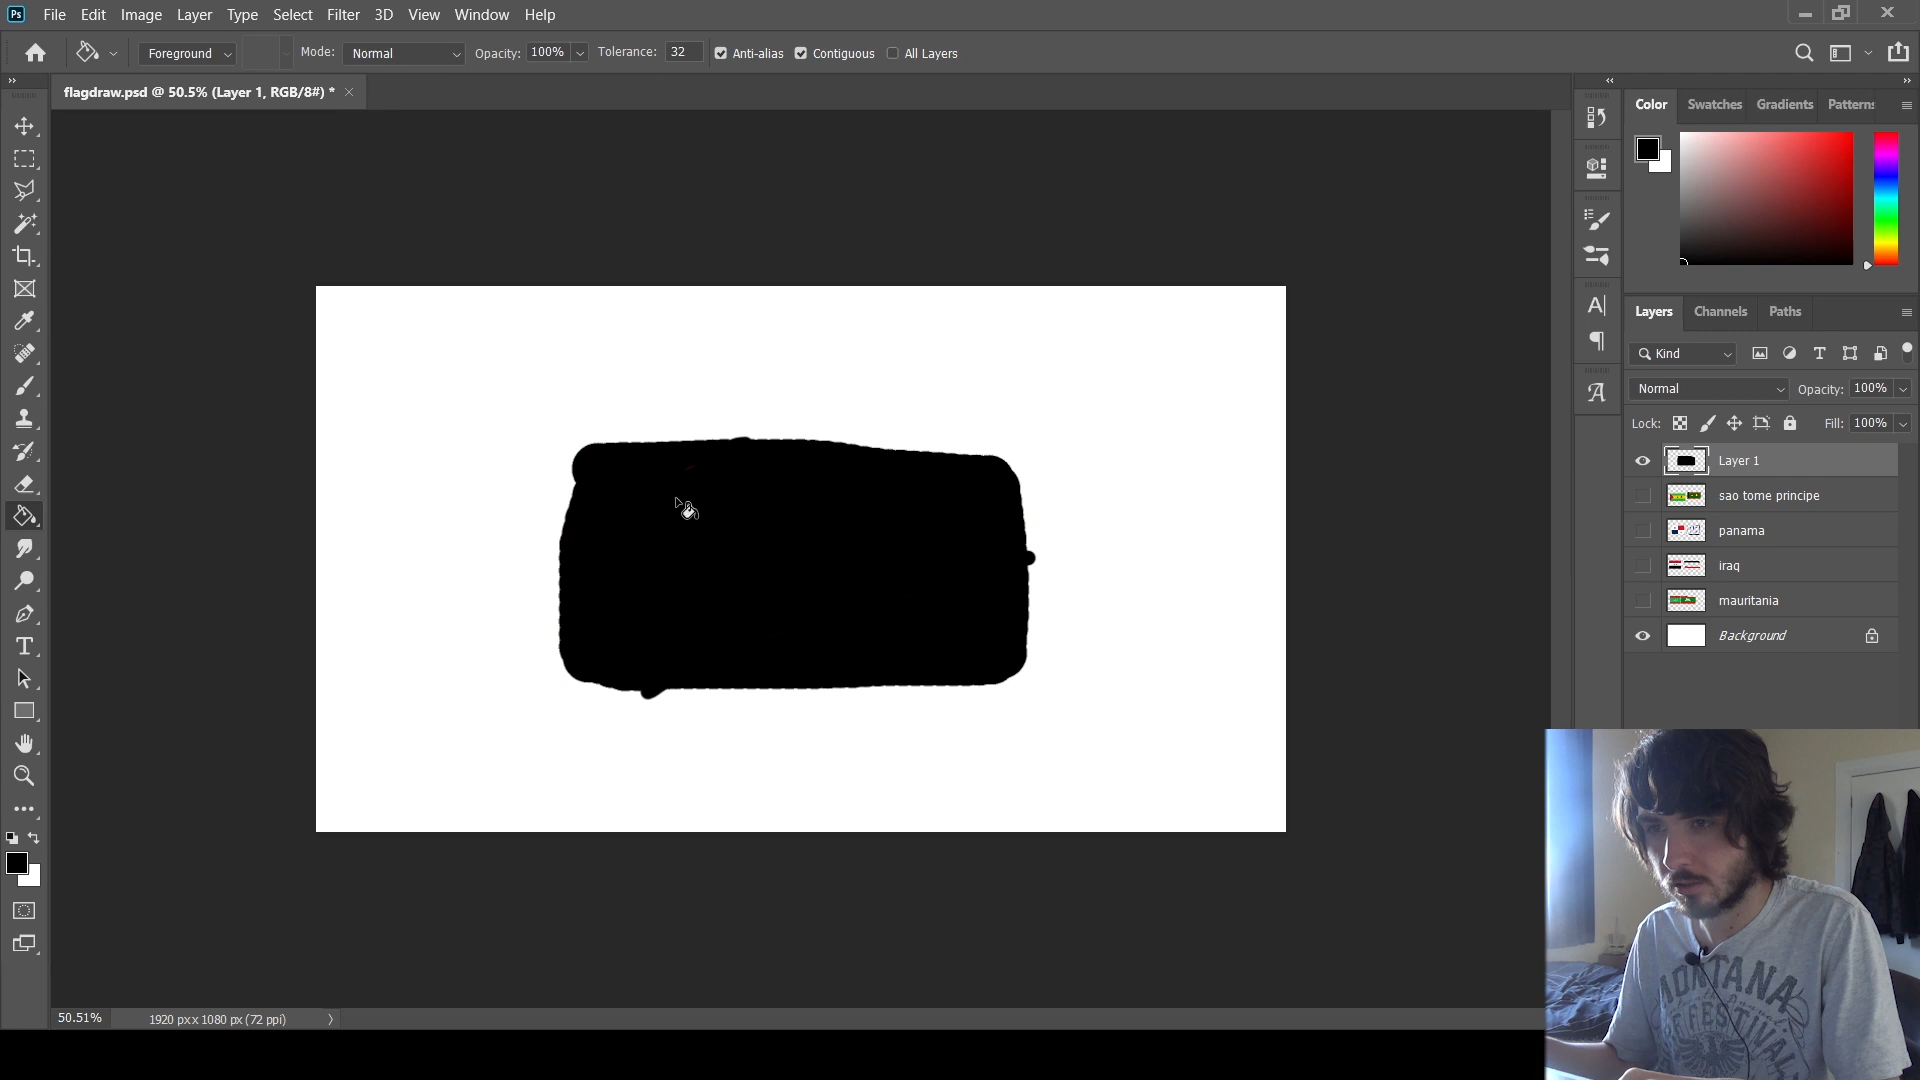 Ps File Edit Image Layer Type Select Filter 3D View Window Help
Foreground Mode: Normal Opacity: 100% Tolerance: 32 Anti-alias Contiguous All Layers
flagdraw.psd @ 50.5% (Layer 1, RGB/8#) *
Color Swatches Gradients Patterns
Layers Channels Paths
Kind
Normal Opacity: 100%
Lock: Fill: 100%
Layer 1
sao tome principe
panama
iraq
mauritania
Background
50.51% 1920 px x 1080 px (72 ppi)
MONTANA